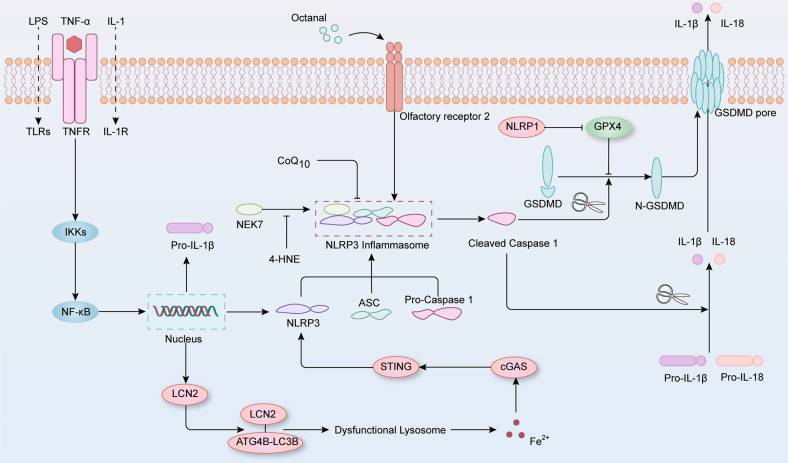 LPS TNF-α IL-1
Octanal
IL-1β IL-18
TLRs TNFR IL-1R
Olfactory receptor 2
GSDMD pore
NLRP1 GPX4
CoQ10
GSDMD
N-GSDMD
NEK7
4-HNE
NLRP3 Inflammasome
Cleaved Caspase 1
IKKs
Pro-IL-1β
IL-1β IL-18
NF-κB
Nucleus
NLRP3
ASC
Pro-Caspase 1
STING
cGAS
Pro-IL-1β Pro-IL-18
LCN2
LCN2
ATG4B-LC3B
Dysfunctional Lysosome
Fe2+